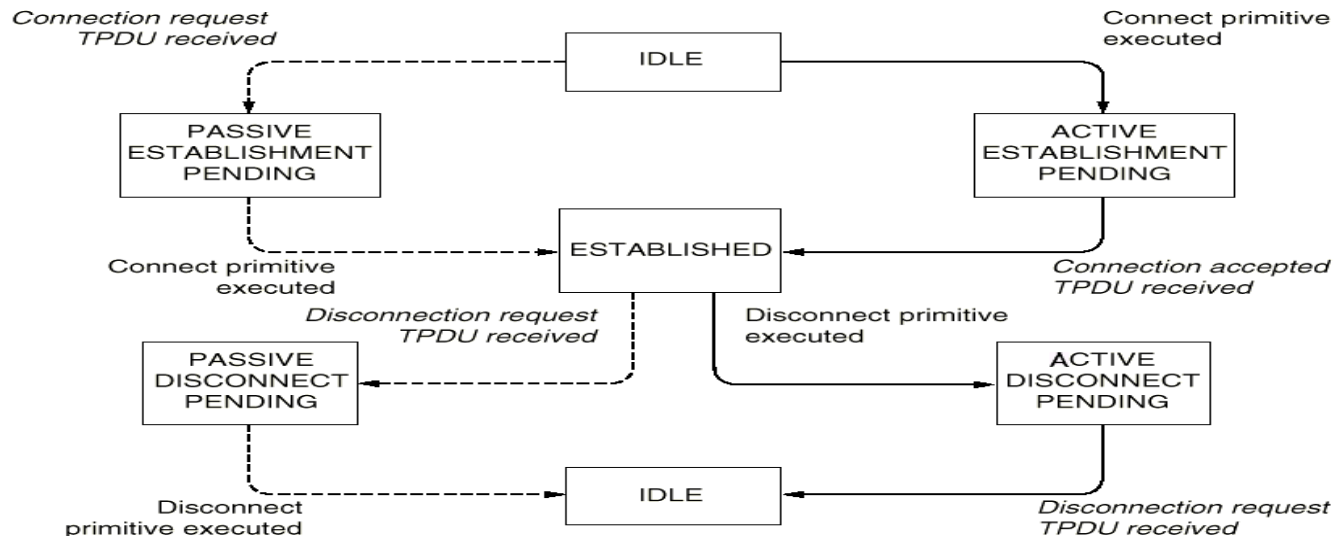 Connection request
TPDU received
Connect primitive
executed
IDLE
PASSIVE
ESTABLISHMENT
PENDING
ACTIVE
ESTABLISHMENT
PENDING
ESTABLISHED
Connect primitive
executed
Connection accepted
TPDU received
Disconnection request
TPDU received
Disconnect primitive
executed
PASSIVE
DISCONNECT
PENDING
ACTIVE
DISCONNECT
PENDING
IDLE
Disconnect
primitive executed
Disconnection request
TPDU received